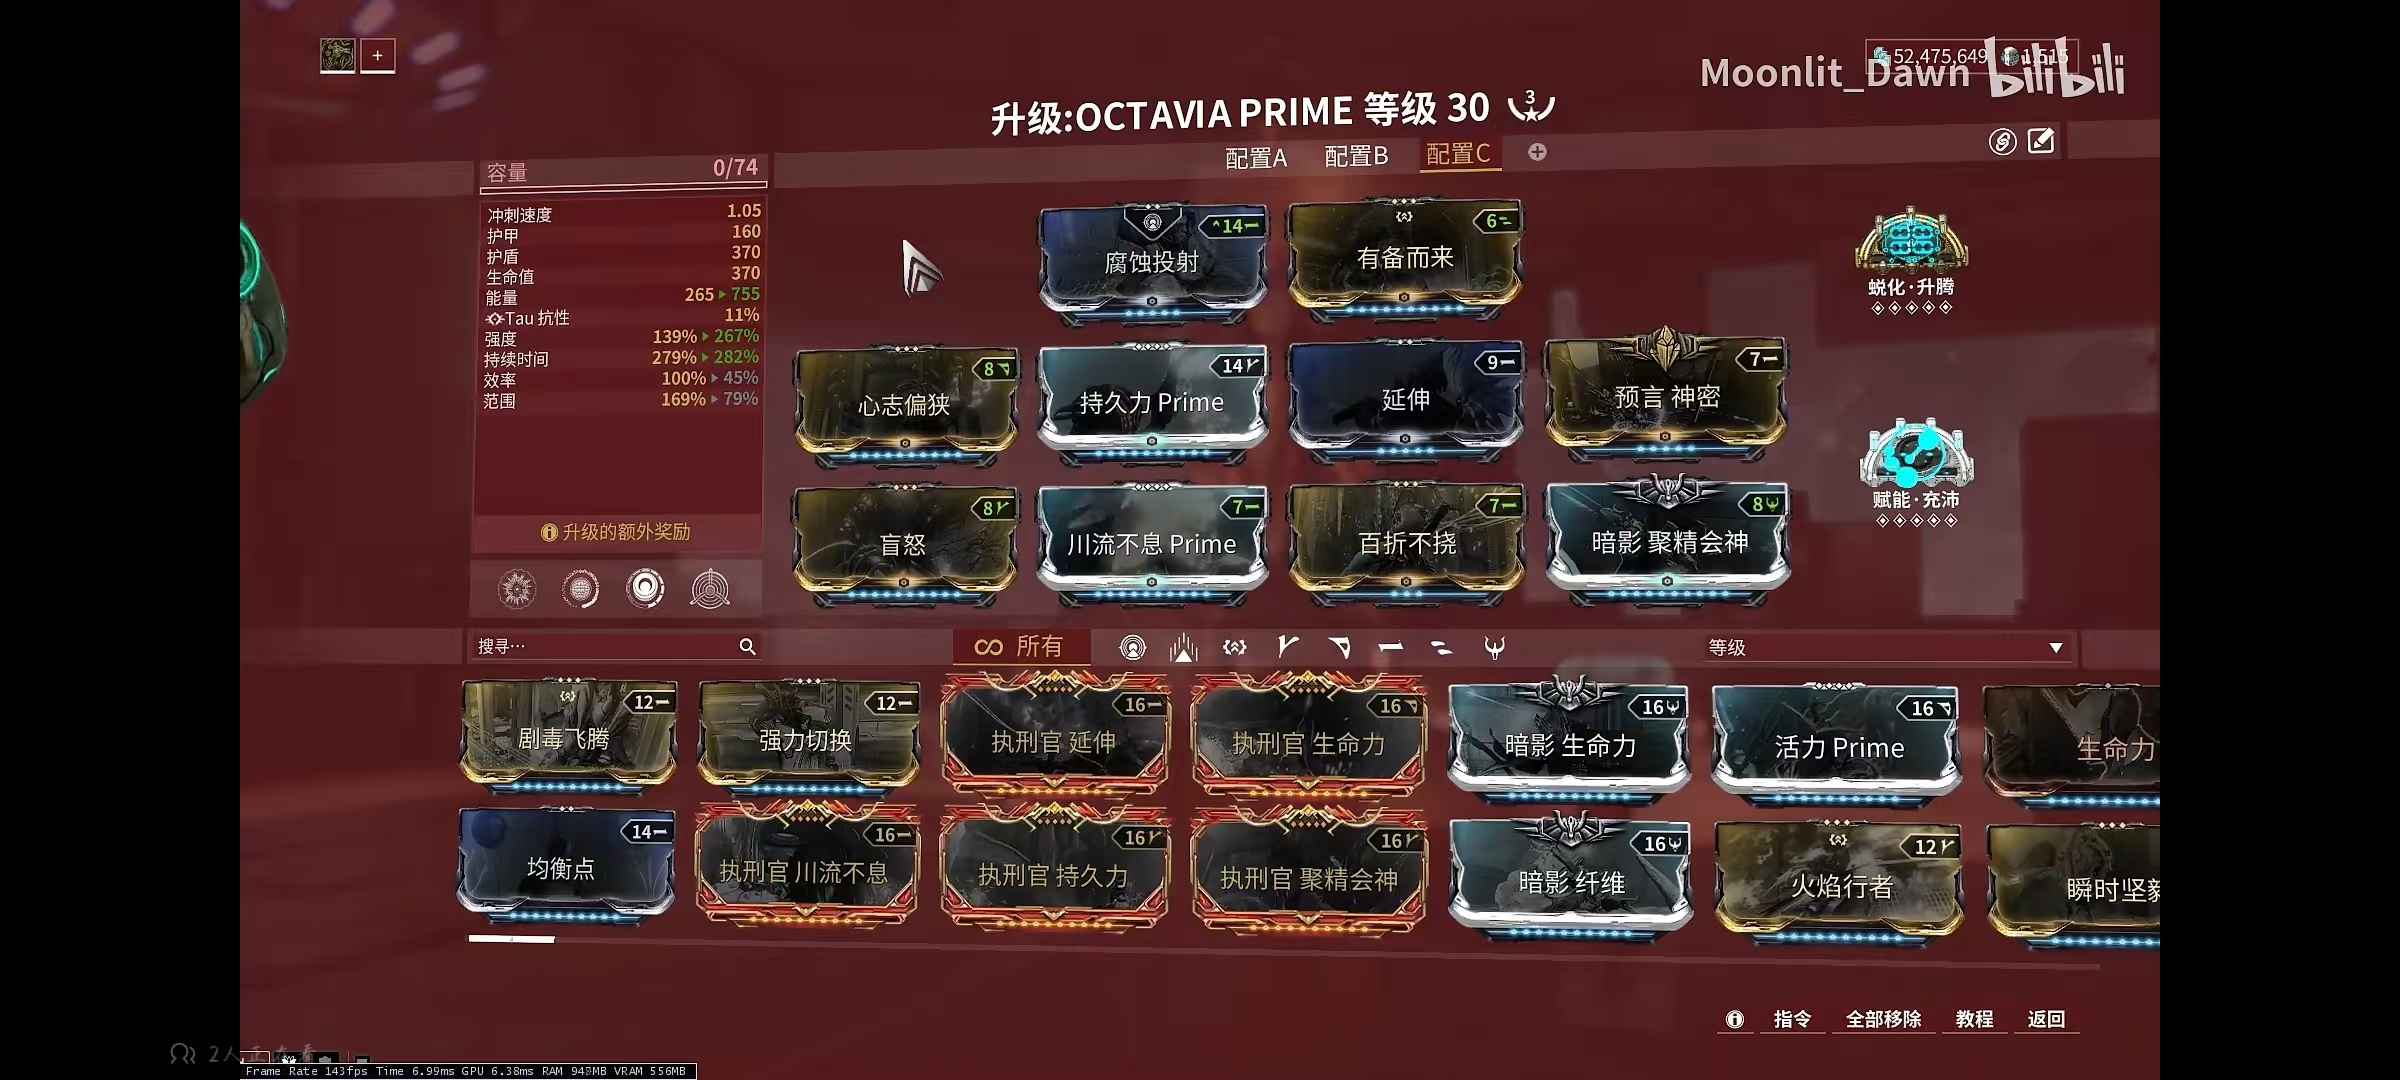 +
52,475,649
1,515
Moonlit_Dawn bilibili
升级:OCTAVIA PRIME 等级 30 3
配置A 配置B 配置C
容量 0/74
冲刺速度 1.05
护甲 160
护盾 370
生命值 370
能量 265 ▸ 755
Tau 抗性 11%
强度 139% ▸ 267%
持续时间 279% ▸ 282%
效率 100% ▸ 45%
范围 169% ▸ 79%
升级的额外奖励
14 腐蚀投射
6 有备而来
蜕化·升腾
8 心志偏狭
14 持久力 Prime
9 延伸
7 预言 神密
8 盲怒
7 川流不息 Prime
7 百折不挠
8 暗影 聚精会神
赋能·充沛
搜寻…
所有
等级
12 剧毒飞腾
12 强力切换
16 执刑官 延伸
16 执刑官 生命力
16 暗影 生命力
16 活力 Prime
生命力
14 均衡点
16 执刑官 川流不息
16 执刑官 持久力
16 执刑官 聚精会神
16 暗影 纤维
12 火焰行者
瞬时坚
指令 全部移除 教程 返回
2人正在看
Frame Rate 143fps Time 6.99ms GPU 6.38ms RAM 940MB VRAM 556MB